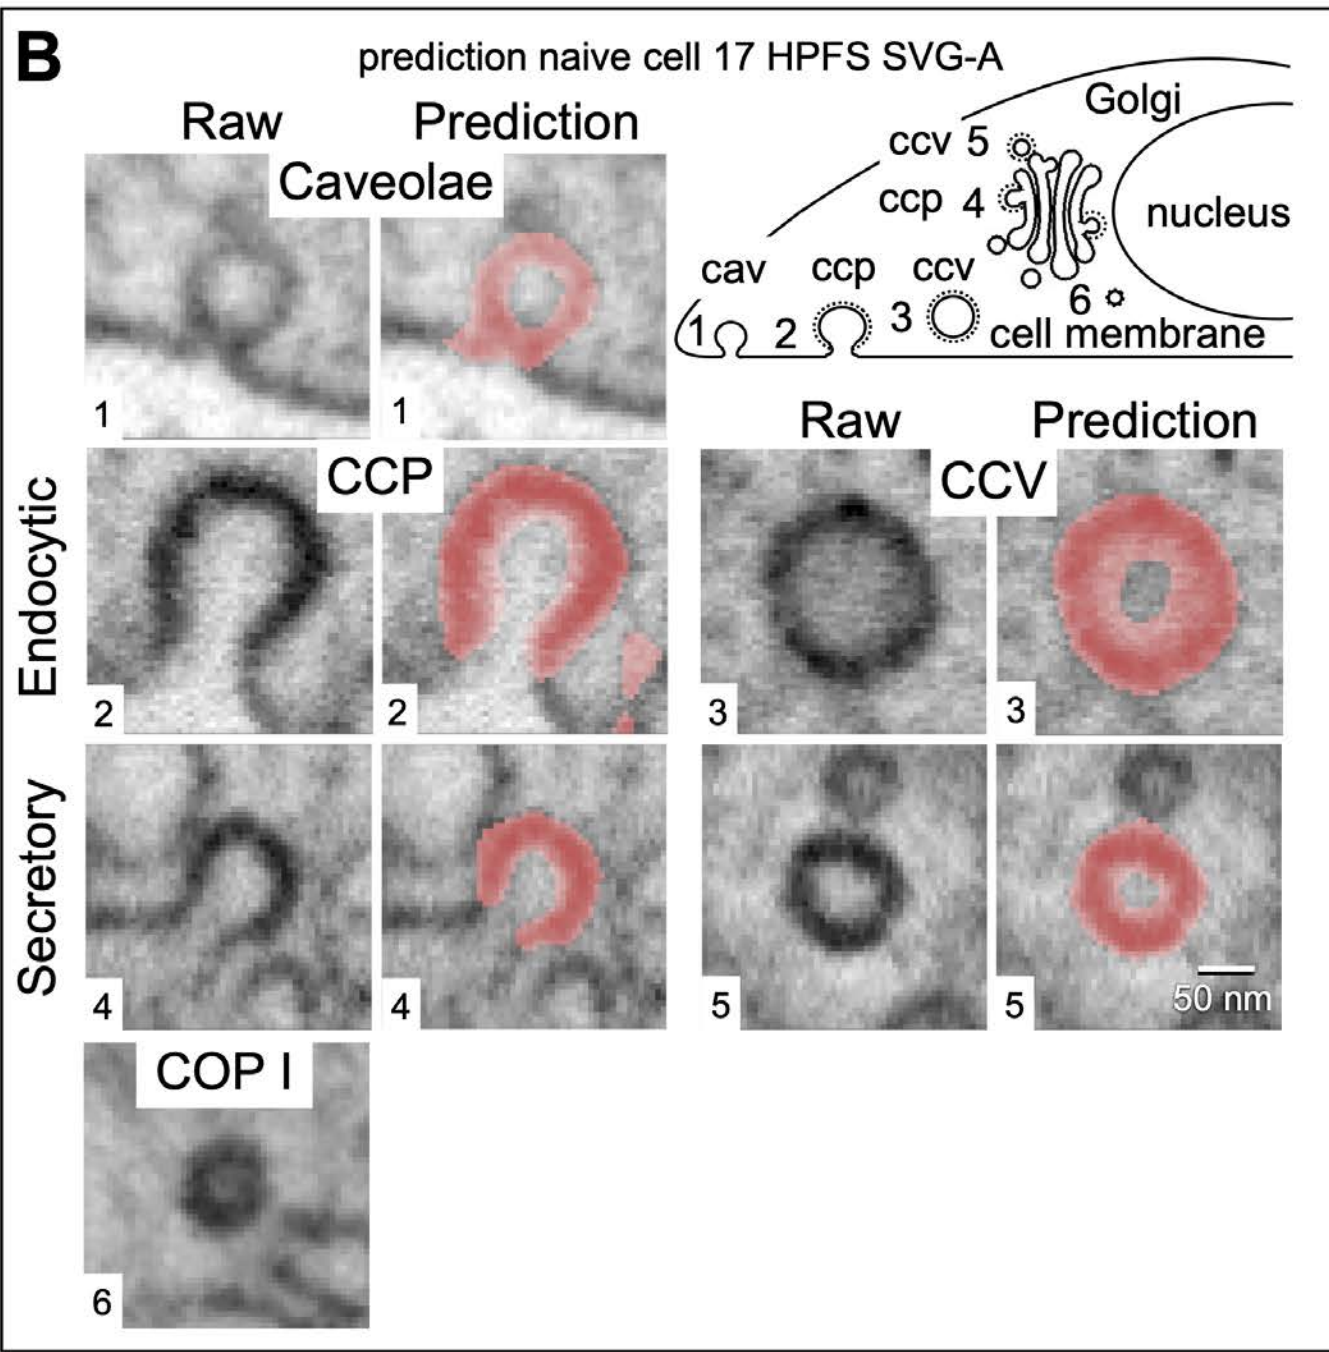 B
prediction naive cell 17 HPFS SVG-A
Raw
Prediction
Caveolae
1
1
Golgi
ccv 5
ccp 4
nucleus
cav
ccp
ccv
6
1
2
3
cell membrane
Raw
Prediction
Endocytic
CCP
2
2
CCV
3
3
Secretory
4
4
5
5
50 nm
COP I
6